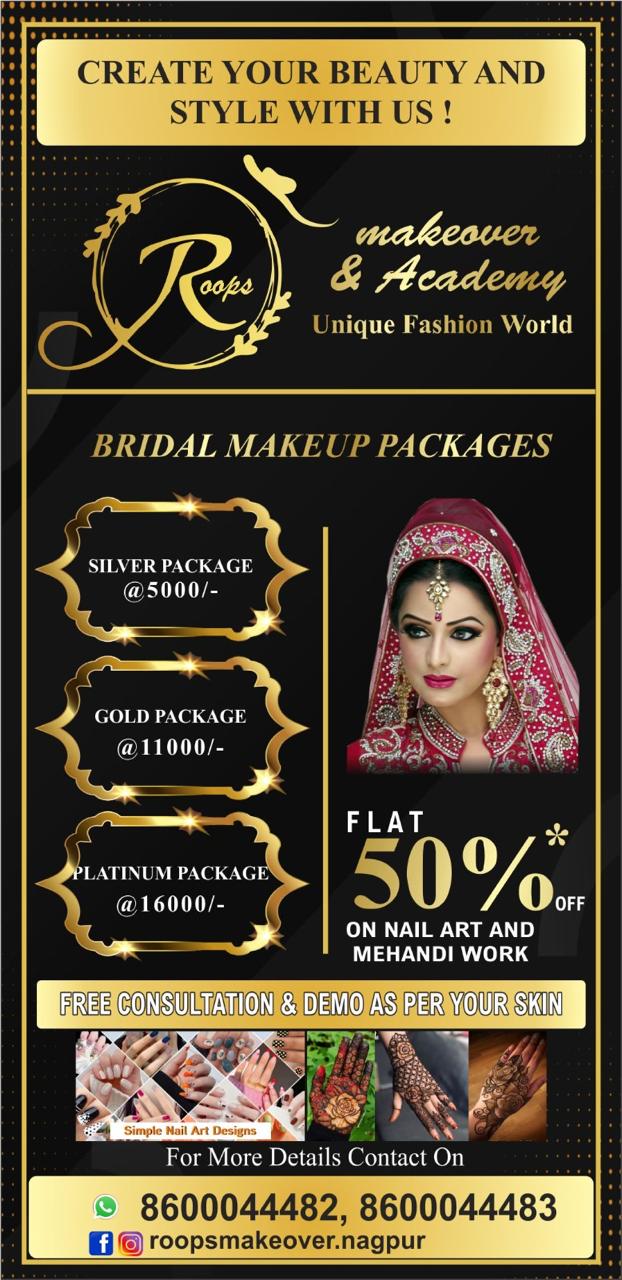 CREATE YOUR BEAUTY AND
STYLE WITH US !
Roops
makeover
& Academy
Unique Fashion World
BRIDAL MAKEUP PACKAGES
SILVER PACKAGE
@5000/-
GOLD PACKAGE
@11000/-
PLATINUM PACKAGE
@16000/-
FLAT
50%*
OFF
ON NAIL ART AND
MEHANDI WORK
FREE CONSULTATION & DEMO AS PER YOUR SKIN
Simple Nail Art Designs
For More Details Contact On
8600044482, 8600044483
roopsmakeover.nagpur